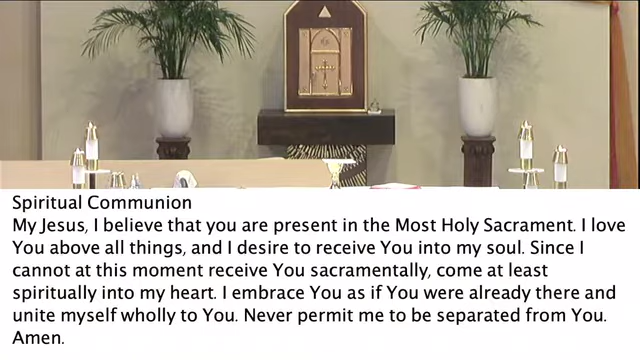 Spiritual Communion
My Jesus, I believe that you are present in the Most Holy Sacrament. I love
You above all things, and I desire to receive You into my soul. Since I
cannot at this moment receive You sacramentally, come at least
spiritually into my heart. I embrace You as if You were already there and
unite myself wholly to You. Never permit me to be separated from You.
Amen.